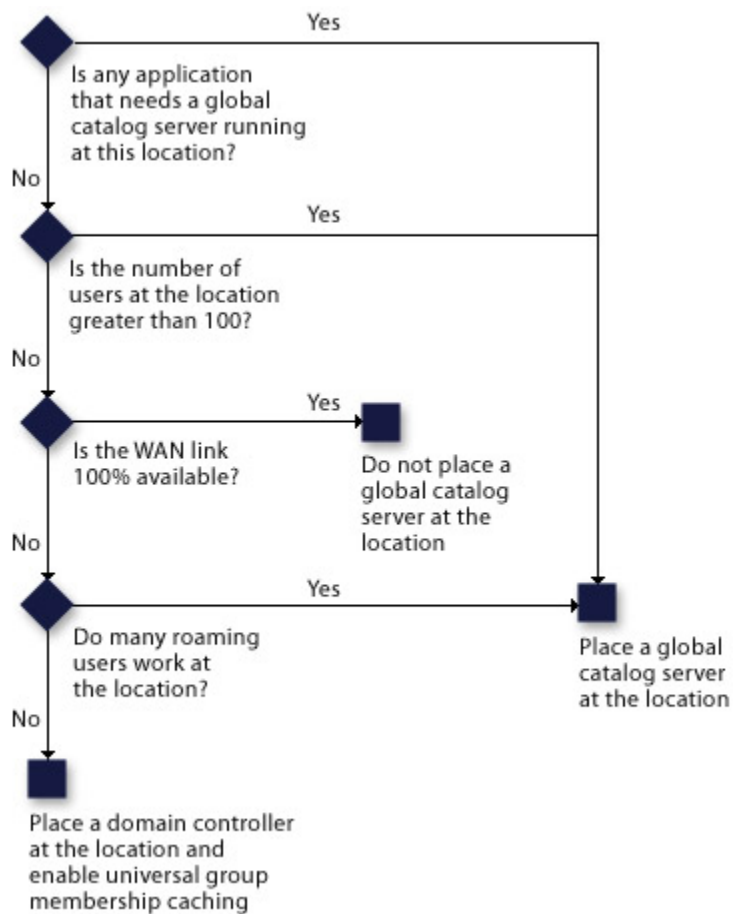 Yes
Is any application
that needs a global
catalog server running
at this location?
No
Yes
Is the number of
users at the location
greater than 100?
No
Yes
Is the WAN link
100% available?
Do not place a
global catalog
server at the
location
No
Yes
Do many roaming
users work at
the location?
Place a global
catalog server
at the location
No
Place a domain controller
at the location and
enable universal group
membership caching